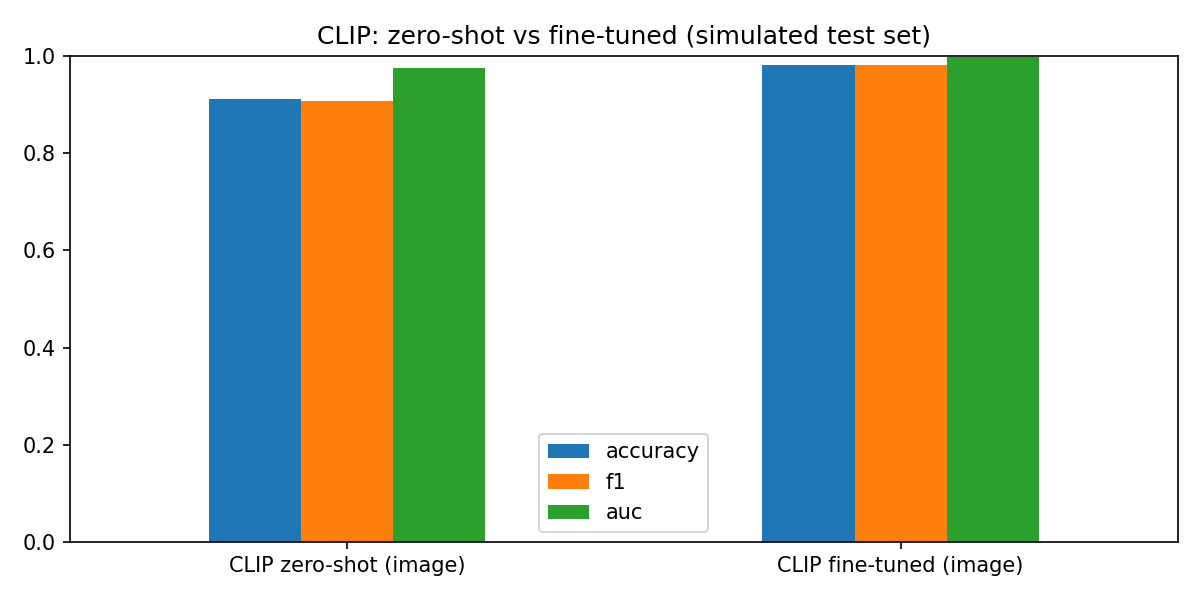 CLIP: zero-shot vs fine-tuned (simulated test set)
1.0
0.8
0.6
0.4
0.2
0.0
accuracy
f1
auc
CLIP zero-shot (image)
CLIP fine-tuned (image)